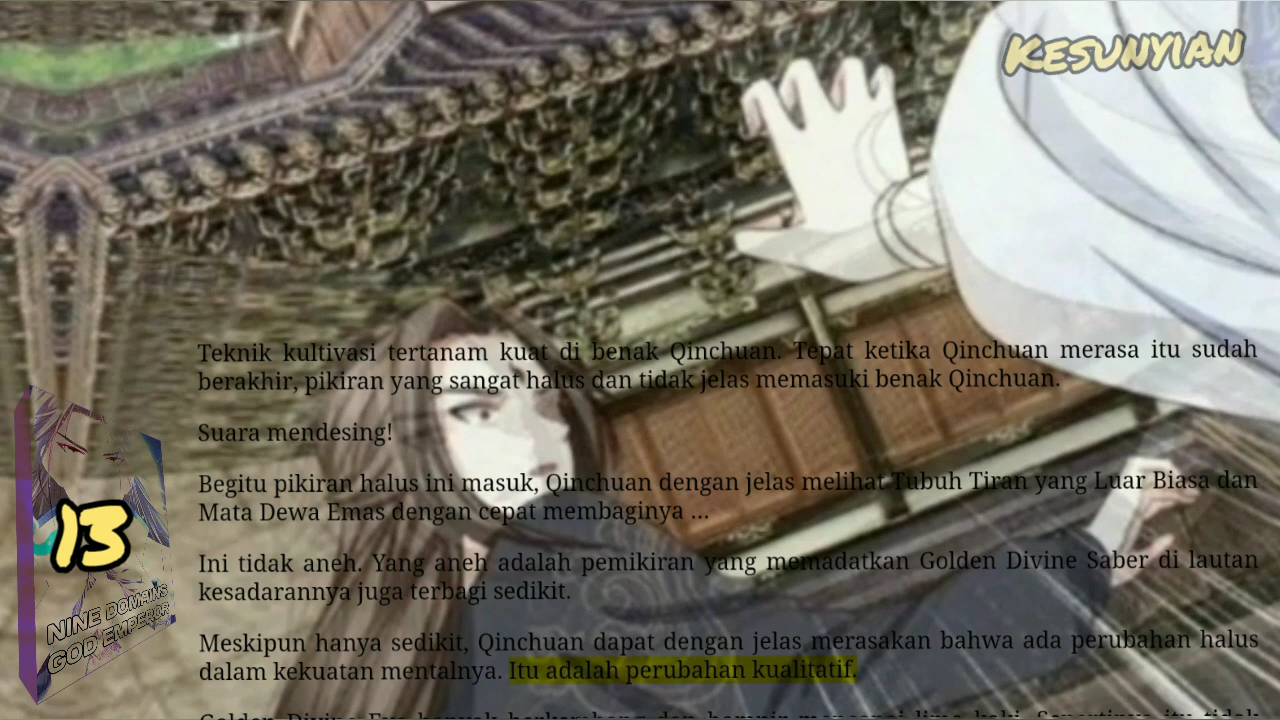 Kesunyian
Teknik kultivasi tertanam kuat di benak Qinchuan. Tepat ketika Qinchuan merasa itu sudah
berakhir, pikiran yang sangat halus dan tidak jelas memasuki benak Qinchuan.
Suara mendesing!
Begitu pikiran halus ini masuk, Qinchuan dengan jelas melihat Tubuh Tiran yang Luar Biasa dan
Mata Dewa Emas dengan cepat membaginya ...
Ini tidak aneh. Yang aneh adalah pemikiran yang memadatkan Golden Divine Saber di lautan
kesadarannya juga terbagi sedikit.
Meskipun hanya sedikit, Qinchuan dapat dengan jelas merasakan bahwa ada perubahan halus
dalam kekuatan mentalnya. Itu adalah perubahan kualitatif.
13
NINE DOMAINS
GOD EMPEROR